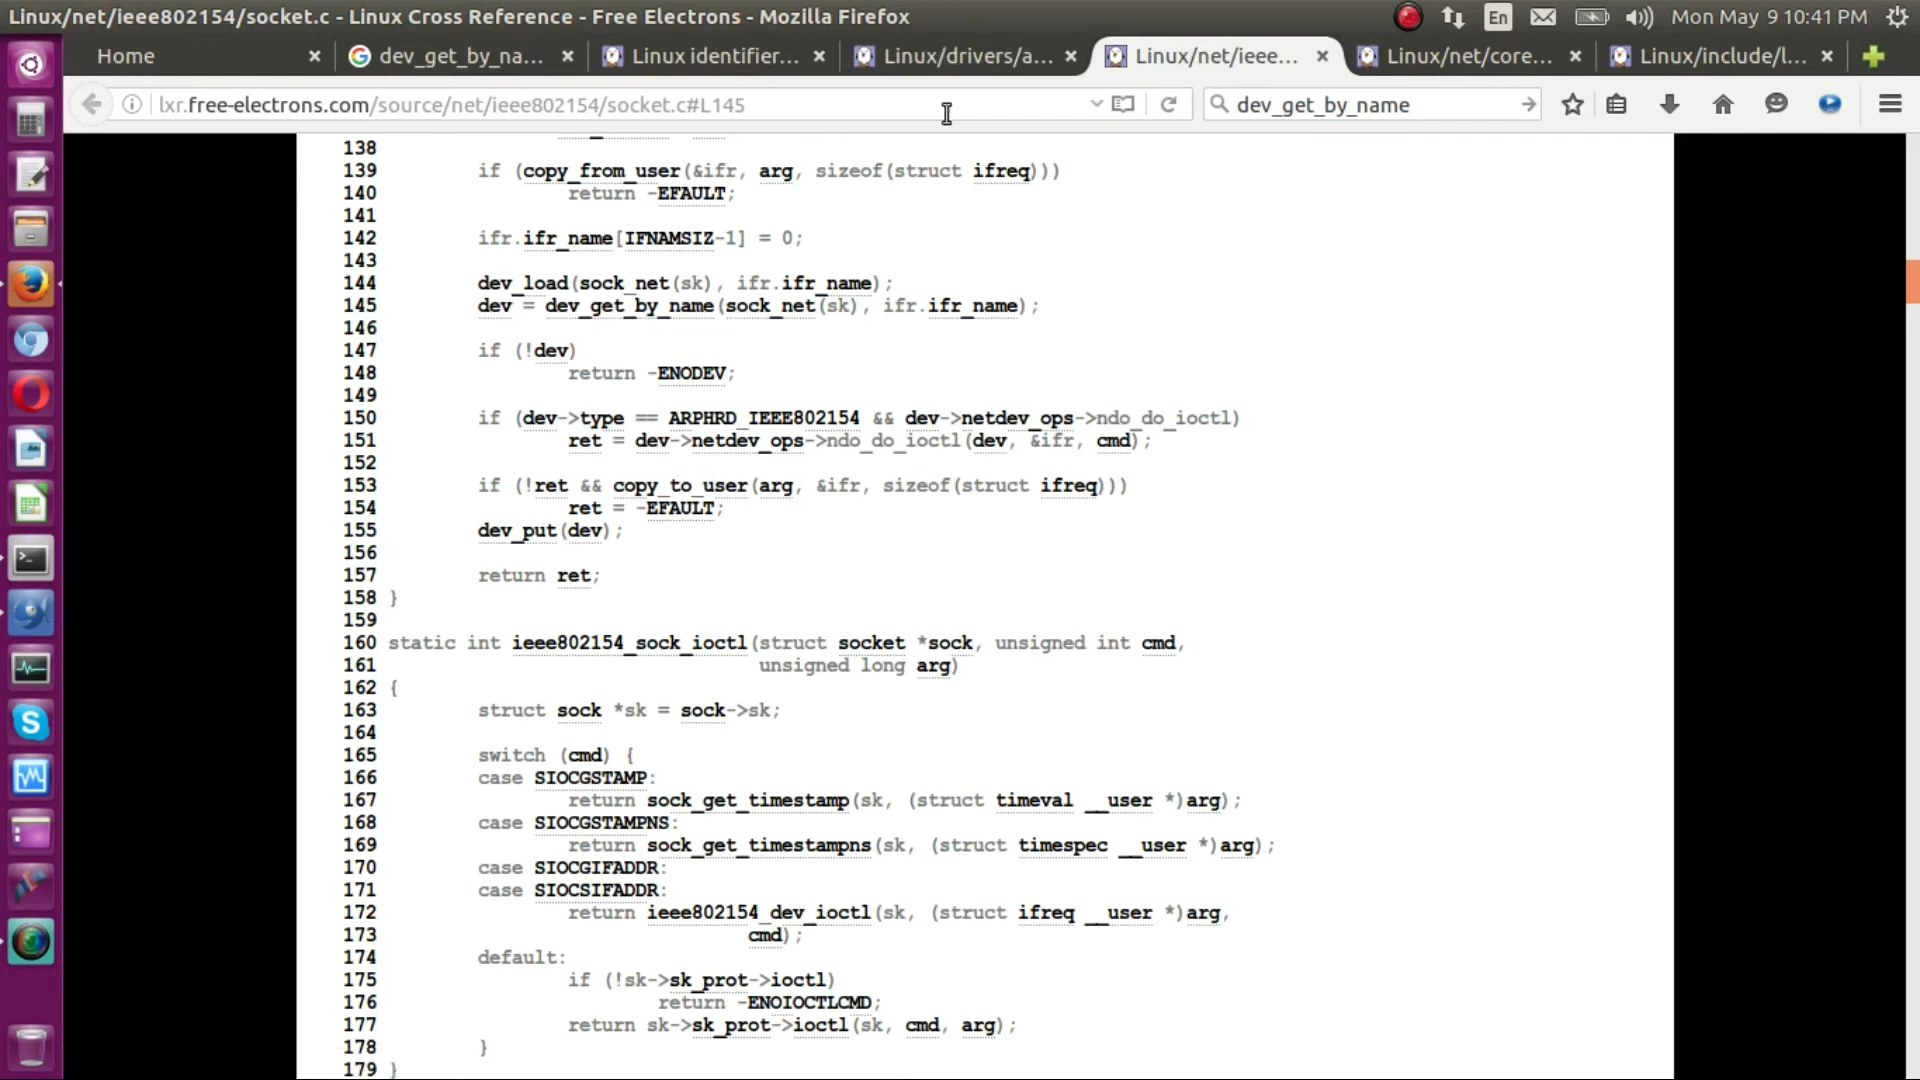 Linux/net/ieee802154/socket.c - Linux Cross Reference - Free Electrons - Mozilla Firefox
En
Mon May 9 10:41 PM
Home
dev_get_by_na...
Linux identifier...
Linux/drivers/a...
Linux/net/ieee...
Linux/net/core...
Linux/include/l...
lxr.free-electrons.com/source/net/ieee802154/socket.c#L145
dev_get_by_name
138
139 if (copy_from_user(&ifr, arg, sizeof(struct ifreq)))
140 return -EFAULT;
141
142 ifr.ifr_name[IFNAMSIZ-1] = 0;
143
144 dev_load(sock_net(sk), ifr.ifr_name);
145 dev = dev_get_by_name(sock_net(sk), ifr.ifr_name);
146
147 if (!dev)
148 return -ENODEV;
149
150 if (dev->type == ARPHRD_IEEE802154 && dev->netdev_ops->ndo_do_ioctl)
151 ret = dev->netdev_ops->ndo_do_ioctl(dev, &ifr, cmd);
152
153 if (!ret && copy_to_user(arg, &ifr, sizeof(struct ifreq)))
154 ret = -EFAULT;
155 dev_put(dev);
156
157 return ret;
158 }
159
160 static int ieee802154_sock_ioctl(struct socket *sock, unsigned int cmd,
161 unsigned long arg)
162 {
163 struct sock *sk = sock->sk;
164
165 switch (cmd) {
166 case SIOCGSTAMP:
167 return sock_get_timestamp(sk, (struct timeval __user *)arg);
168 case SIOCGSTAMPNS:
169 return sock_get_timestampns(sk, (struct timespec __user *)arg);
170 case SIOCGIFADDR:
171 case SIOCSIFADDR:
172 return ieee802154_dev_ioctl(sk, (struct ifreq __user *)arg,
173 cmd);
174 default:
175 if (!sk->sk_prot->ioctl)
176 return -ENOIOCTLCMD;
177 return sk->sk_prot->ioctl(sk, cmd, arg);
178 }
179 }